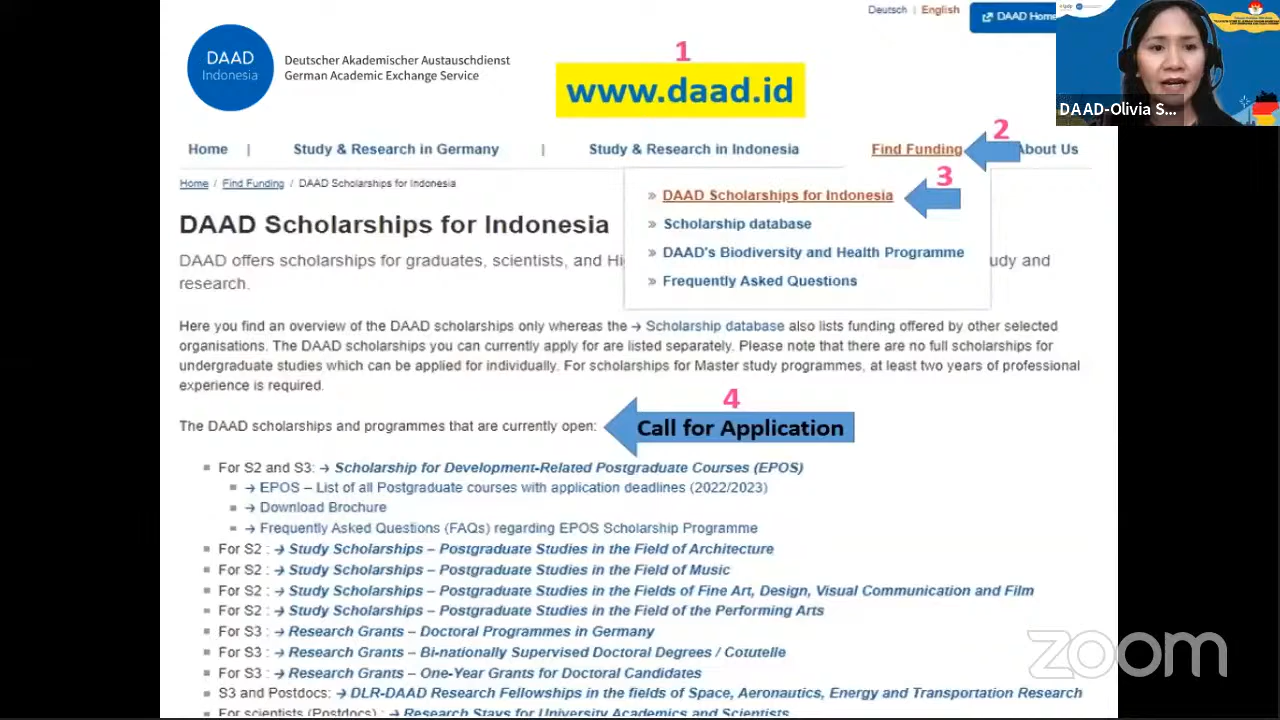 Deutsch | English
DAAD Home
DAAD
Indonesia
Deutscher Akademischer Austauschdienst
German Academic Exchange Service
1
www.daad.id
DAAD-Olivia S...
2
Home | Study & Research in Germany | Study & Research in Indonesia Find Funding About Us
3
Home / Find Funding / DAAD Scholarships for Indonesia
» DAAD Scholarships for Indonesia
» Scholarship database
» DAAD's Biodiversity and Health Programme
» Frequently Asked Questions
DAAD Scholarships for Indonesia
DAAD offers scholarships for graduates, scientists, and Hi udy and
research.
Here you find an overview of the DAAD scholarships only whereas the → Scholarship database also lists funding offered by other selected
organisations. The DAAD scholarships you can currently apply for are listed separately. Please note that there are no full scholarships for
undergraduate studies which can be applied for individually. For scholarships for Master study programmes, at least two years of professional
experience is required.
4
The DAAD scholarships and programmes that are currently open: Call for Application
For S2 and S3: → Scholarship for Development-Related Postgraduate Courses (EPOS)
→ EPOS – List of all Postgraduate courses with application deadlines (2022/2023)
→ Download Brochure
→ Frequently Asked Questions (FAQs) regarding EPOS Scholarship Programme
For S2 : → Study Scholarships – Postgraduate Studies in the Field of Architecture
For S2 : → Study Scholarships – Postgraduate Studies in the Field of Music
For S2 : → Study Scholarships – Postgraduate Studies in the Fields of Fine Art, Design, Visual Communication and Film
For S2 : → Study Scholarships – Postgraduate Studies in the Field of the Performing Arts
For S3 : → Research Grants – Doctoral Programmes in Germany
For S3 : → Research Grants – Bi-nationally Supervised Doctoral Degrees / Cotutelle
For S3 : → Research Grants – One-Year Grants for Doctoral Candidates
S3 and Postdocs: → DLR-DAAD Research Fellowships in the fields of Space, Aeronautics, Energy and Transportation Research
For scientists (Postdocs) : → Research Stays for University Academics and Scientists
zoom